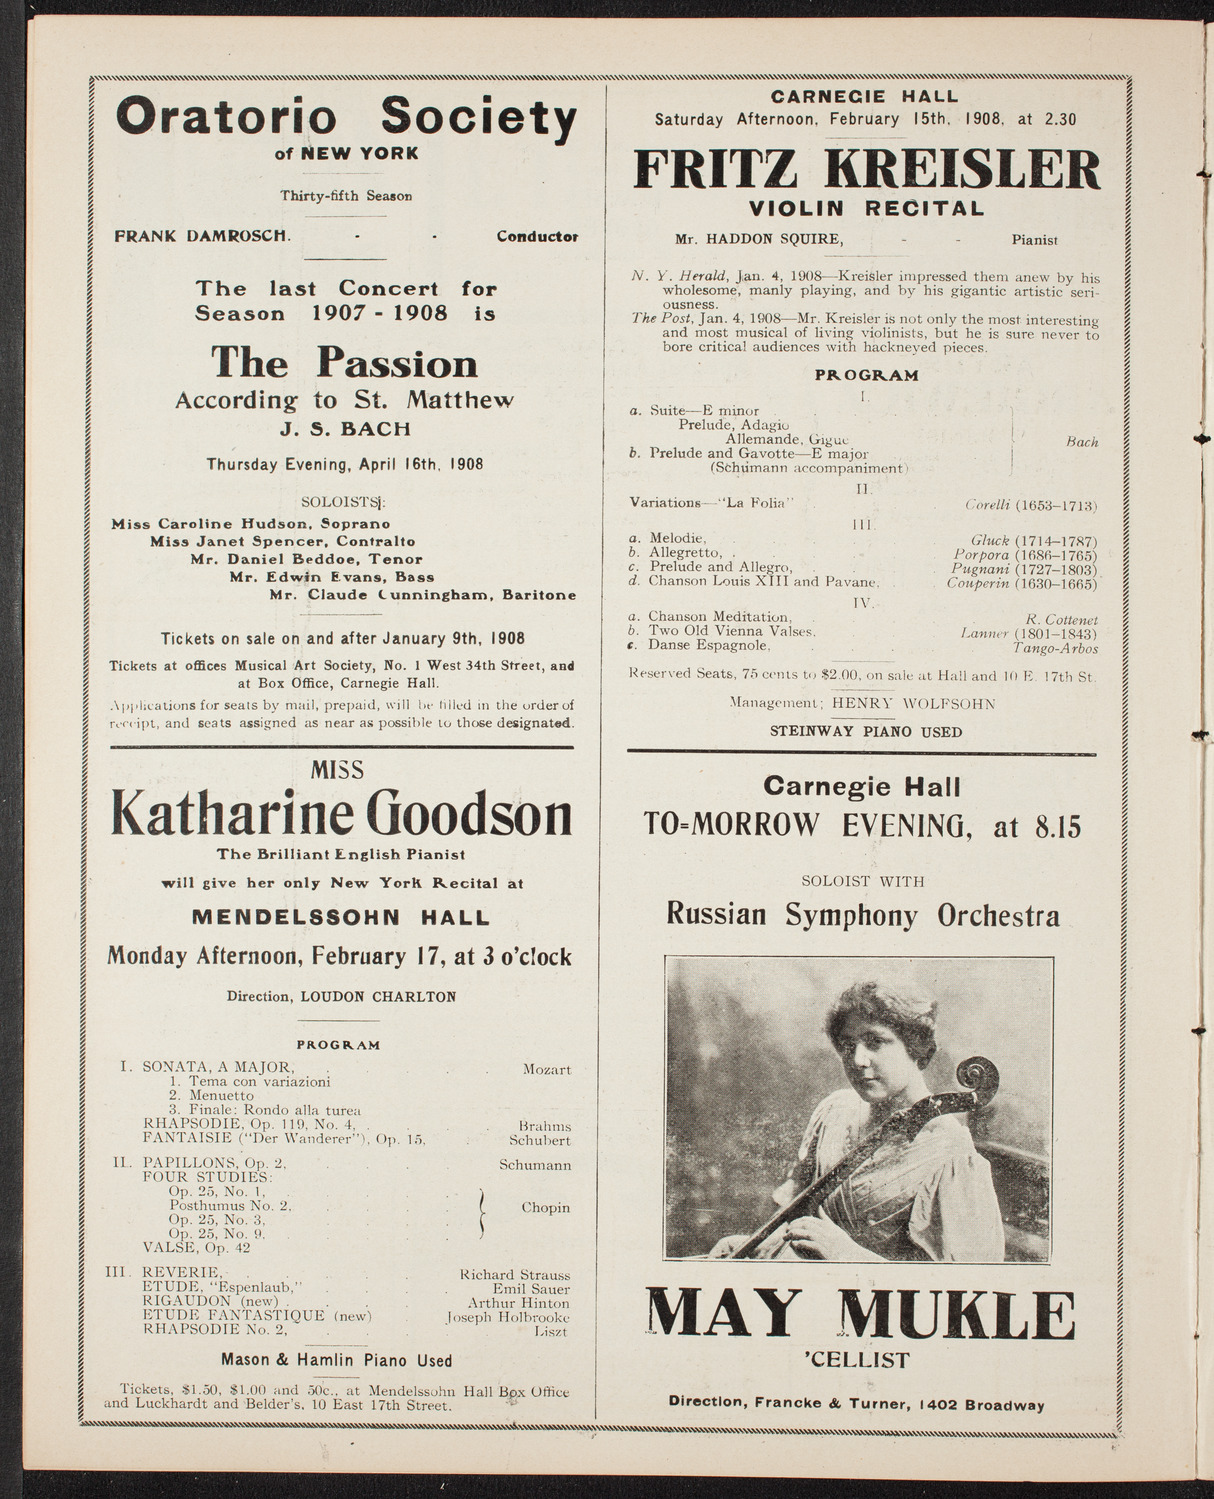 Oratorio Society
of NEW YORK
Thirty-fifth Season
FRANK DAMROSCH. - - Conductor
The last Concert for
Season 1907 - 1908 is
The Passion
According to St. Matthew
J. S. BACH
Thursday Evening, April 16th, 1908
SOLOISTS:
Miss Caroline Hudson, Soprano
Miss Janet Spencer, Contralto
Mr. Daniel Beddoe, Tenor
Mr. Edwin Evans, Bass
Mr. Claude Cunningham, Baritone
Tickets on sale on and after January 9th, 1908
Tickets at offices Musical Art Society, No. 1 West 34th Street, and
at Box Office, Carnegie Hall.
Applications for seats by mail, prepaid, will be filled in the order of
receipt, and seats assigned as near as possible to those designated.
MISS
Katharine Goodson
The Brilliant English Pianist
will give her only New York Recital at
MENDELSSOHN HALL
Monday Afternoon, February 17, at 3 o'clock
Direction, LOUDON CHARLTON
PROGRAM
I. SONATA, A MAJOR, . . . . Mozart
1. Tema con variazioni
2. Menuetto
3. Finale: Rondo alla turea
RHAPSODIE, Op. 119, No. 4, . . . . Brahms
FANTAISIE ("Der Wanderer"), Op. 15, . Schubert
II. PAPILLONS, Op. 2, . . . . Schumann
FOUR STUDIES:
Op. 25, No. 1,
Posthumus No. 2, . . . . Chopin
Op. 25, No. 3,
Op. 25, No. 9,
VALSE, Op. 42
III. REVERIE, . . . . Richard Strauss
ETUDE, "Espenlaub," . . . Emil Sauer
RIGAUDON (new) . . . . Arthur Hinton
ETUDE FANTASTIQUE (new) . Joseph Holbrooke
RHAPSODIE No. 2, . . . . Liszt
Mason & Hamlin Piano Used
Tickets, $1.50, $1.00 and 50c., at Mendelssohn Hall Box Office
and Luckhardt and Belder's, 10 East 17th Street.
CARNEGIE HALL
Saturday Afternoon, February 15th, 1908, at 2.30
FRITZ KREISLER
VIOLIN RECITAL
Mr. HADDON SQUIRE, - - Pianist
N. Y. Herald, Jan. 4, 1908—Kreisler impressed them anew by his
wholesome, manly playing, and by his gigantic artistic seri-
ousness.
The Post, Jan. 4, 1908—Mr. Kreisler is not only the most interesting
and most musical of living violinists, but he is sure never to
bore critical audiences with hackneyed pieces.
PROGRAM
I.
a. Suite—E minor
Prelude, Adagio
Allemande, Gigue
Bach
b. Prelude and Gavotte—E major
(Schumann accompaniment)
II.
Variations—"La Folia" . . Corelli (1653–1713)
III.
a. Melodie, . . . . Gluck (1714–1787)
b. Allegretto, . . . . Porpora (1686–1765)
c. Prelude and Allegro, . . Pugnani (1727–1803)
d. Chanson Louis XIII and Pavane, . Couperin (1630–1665)
IV.
a. Chanson Meditation, . . . R. Cottenet
b. Two Old Vienna Valses. . . Lanner (1801–1843)
c. Danse Espagnole, . . . Tango-Arbos
Reserved Seats, 75 cents to $2.00, on sale at Hall and 10 E. 17th St.
Management; HENRY WOLFSOHN
STEINWAY PIANO USED
Carnegie Hall
TO=MORROW EVENING, at 8.15
SOLOIST WITH
Russian Symphony Orchestra
MAY MUKLE
'CELLIST
Direction, Francke & Turner, 1402 Broadway